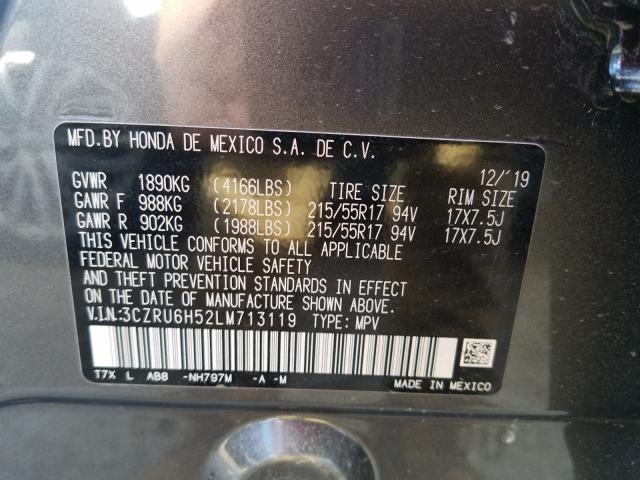 MFD.BY HONDA DE MEXICO S.A. DE C.V.
12/'19
GVWR 1890KG (4166LBS) TIRE SIZE RIM SIZE
GAWR F 988KG (2178LBS) 215/55R17 94V 17X7.5J
GAWR R 902KG (1988LBS) 215/55R17 94V 17X7.5J
THIS VEHICLE CONFORMS TO ALL APPLICABLE
FEDERAL MOTOR VEHICLE SAFETY
AND THEFT PREVENTION STANDARDS IN EFFECT
ON THE DATE OF MANUFACTURE SHOWN ABOVE.
V.I.N:3CZRU6H52LM713119 TYPE: MPV
T7X L AB8 -NH797M -A -M
MADE IN MEXICO